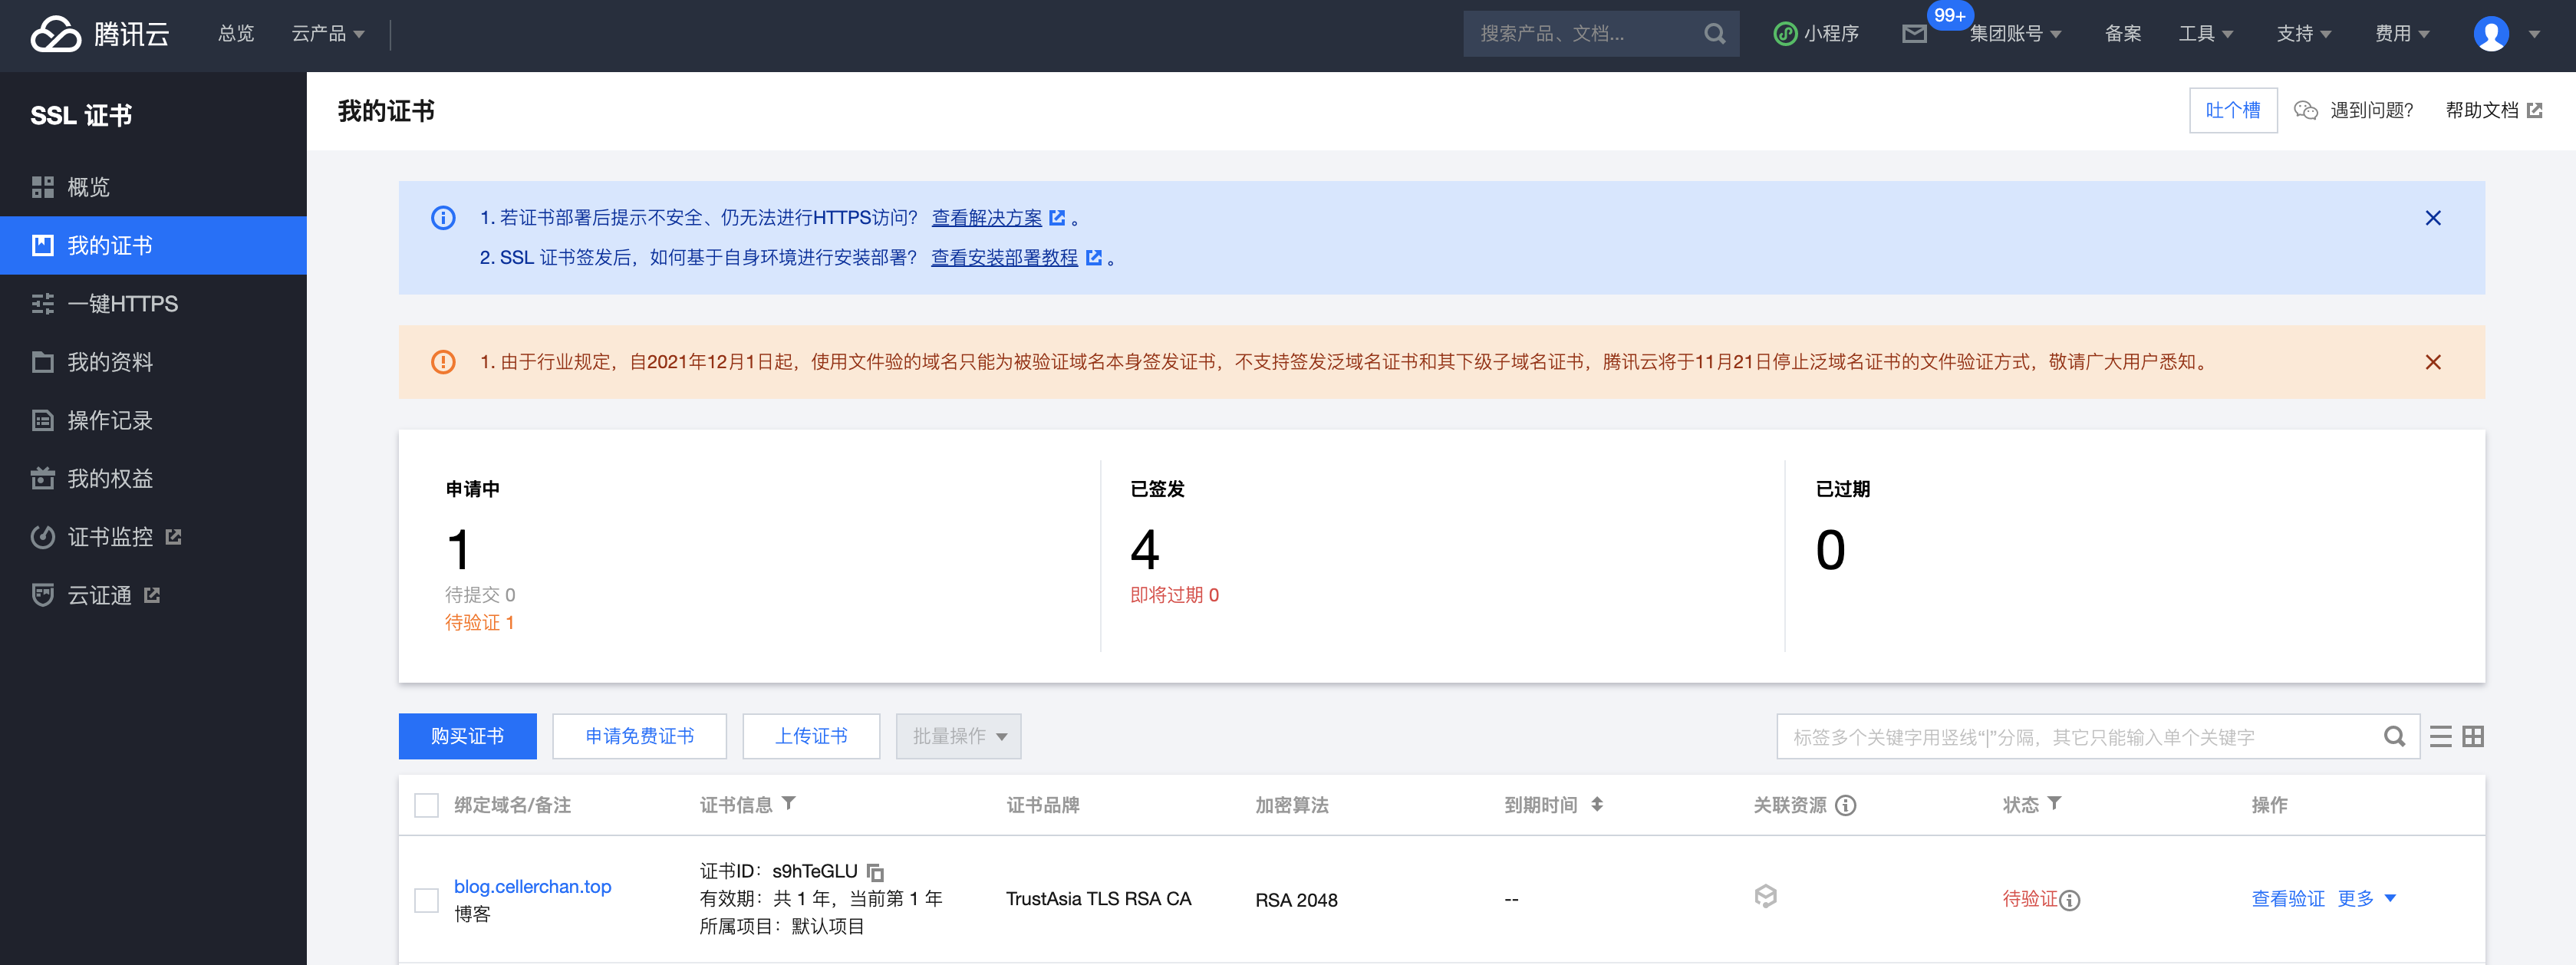 腾讯云
总览
云产品
搜索产品、文档...
小程序
99+
集团账号
备案
工具
支持
费用
SSL 证书
概览
我的证书
一键HTTPS
我的资料
操作记录
我的权益
证书监控
云证通
我的证书
吐个槽
遇到问题?
帮助文档
1. 若证书部署后提示不安全、仍无法进行HTTPS访问？ 查看解决方案 。
2. SSL 证书签发后，如何基于自身环境进行安装部署？ 查看安装部署教程 。
1. 由于行业规定，自2021年12月1日起，使用文件验的域名只能为被验证域名本身签发证书，不支持签发泛域名证书和其下级子域名证书，腾讯云将于11月21日停止泛域名证书的文件验证方式，敬请广大用户悉知。
申请中
1
待提交 0
待验证 1
已签发
4
即将过期 0
已过期
0
购买证书
申请免费证书
上传证书
批量操作
标签多个关键字用竖线“|”分隔，其它只能输入单个关键字
绑定域名/备注
证书信息
证书品牌
加密算法
到期时间
关联资源
状态
操作
blog.cellerchan.top
博客
证书ID：s9hTeGLU
有效期：共 1 年，当前第 1 年
所属项目：默认项目
TrustAsia TLS RSA CA
RSA 2048
--
待验证
查看验证 更多